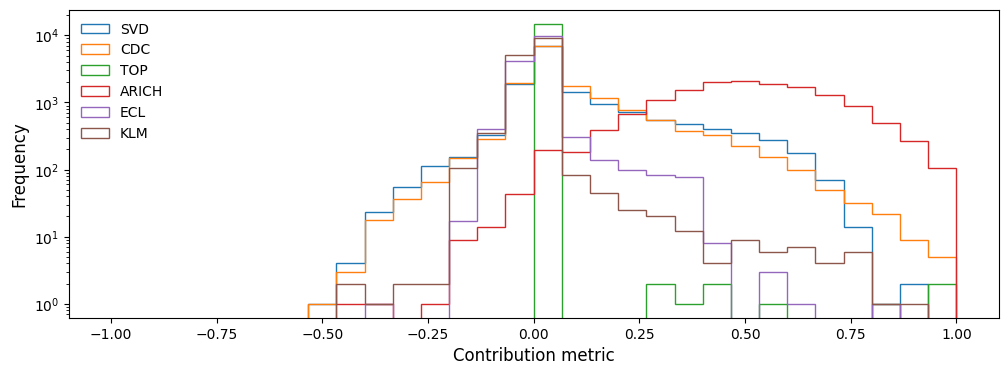 SVD
CDC
TOP
ARICH
ECL
KLM
Frequency
10^4
10^3
10^2
10^1
10^0
−1.00 −0.75 −0.50 −0.25 0.00 0.25 0.50 0.75 1.00
Contribution metric